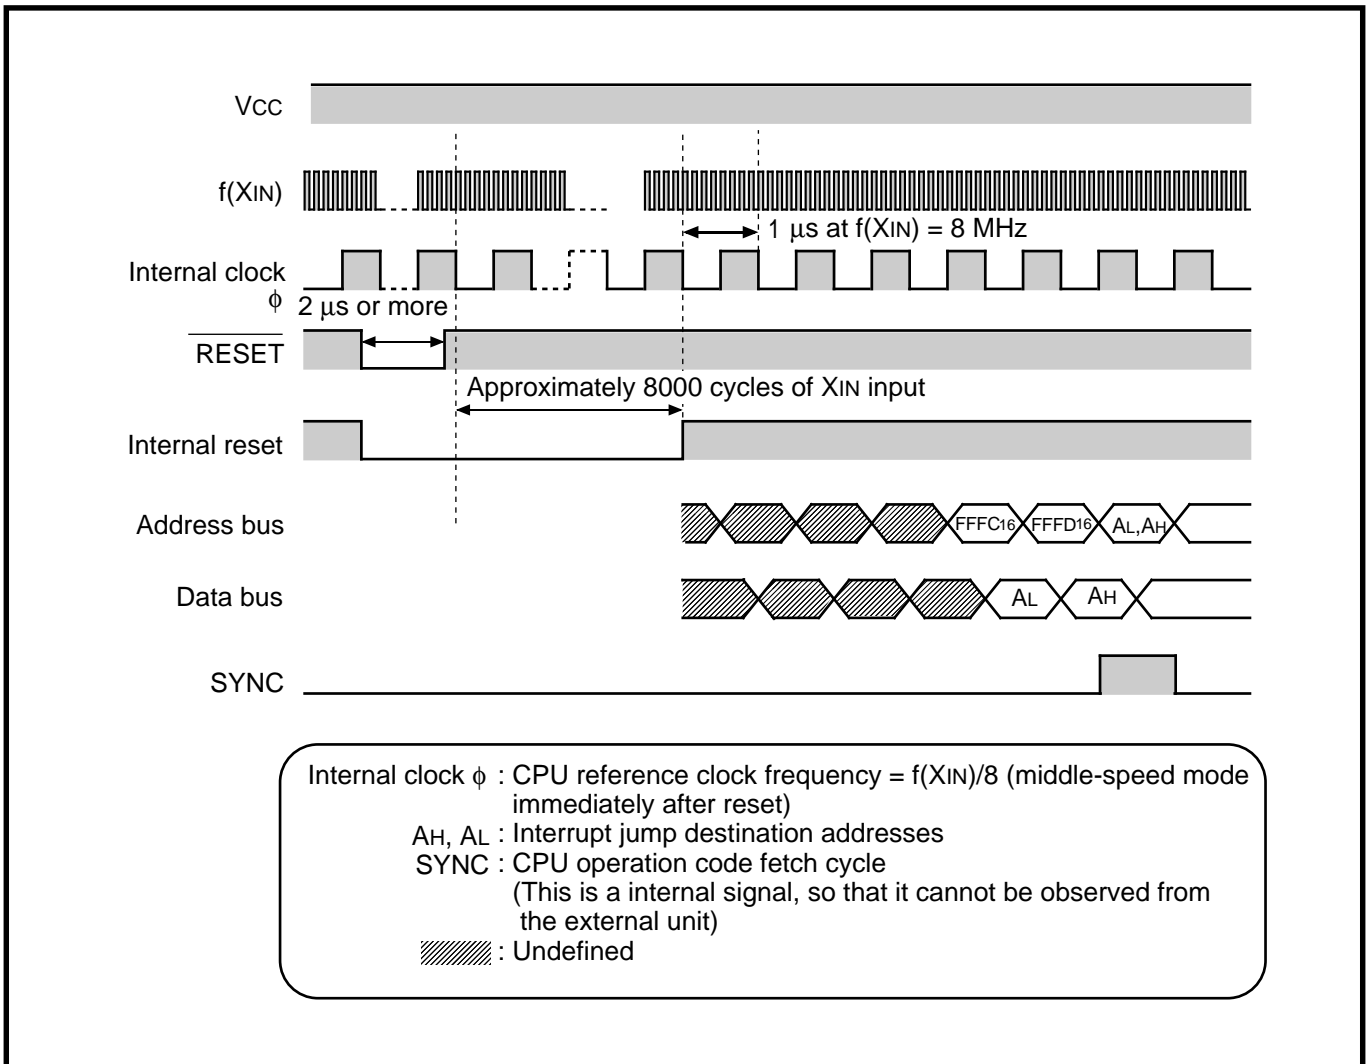 VCC
f(XIN)
1 μs at f(XIN) = 8 MHz
Internal clock
ϕ
2 μs or more
RESET
Approximately 8000 cycles of XIN input
Internal reset
Address bus
FFFC16
FFFD16
AL,AH
Data bus
AL
AH
SYNC
Internal clock ϕ : CPU reference clock frequency = f(XIN)/8 (middle-speed mode
immediately after reset)
AH, AL : Interrupt jump destination addresses
SYNC : CPU operation code fetch cycle
(This is a internal signal, so that it cannot be observed from
the external unit)
: Undefined